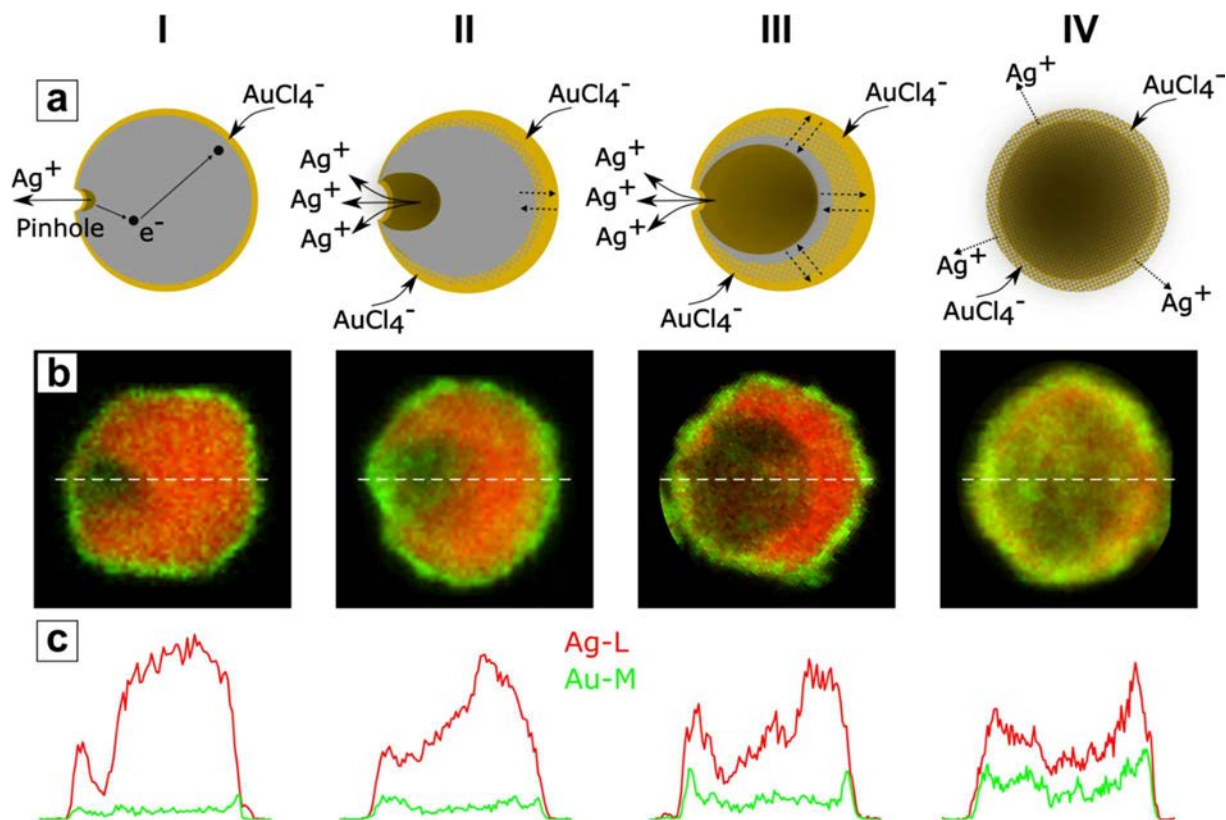 I II III IV
a
AuCl4⁻
Ag⁺
Pinhole
e⁻
AuCl4⁻
Ag⁺
Ag⁺
Ag⁺
AuCl4⁻
AuCl4⁻
Ag⁺
Ag⁺
Ag⁺
AuCl4⁻
Ag⁺
AuCl4⁻
Ag⁺
AuCl4⁻
Ag⁺
b
c
Ag-L
Au-M